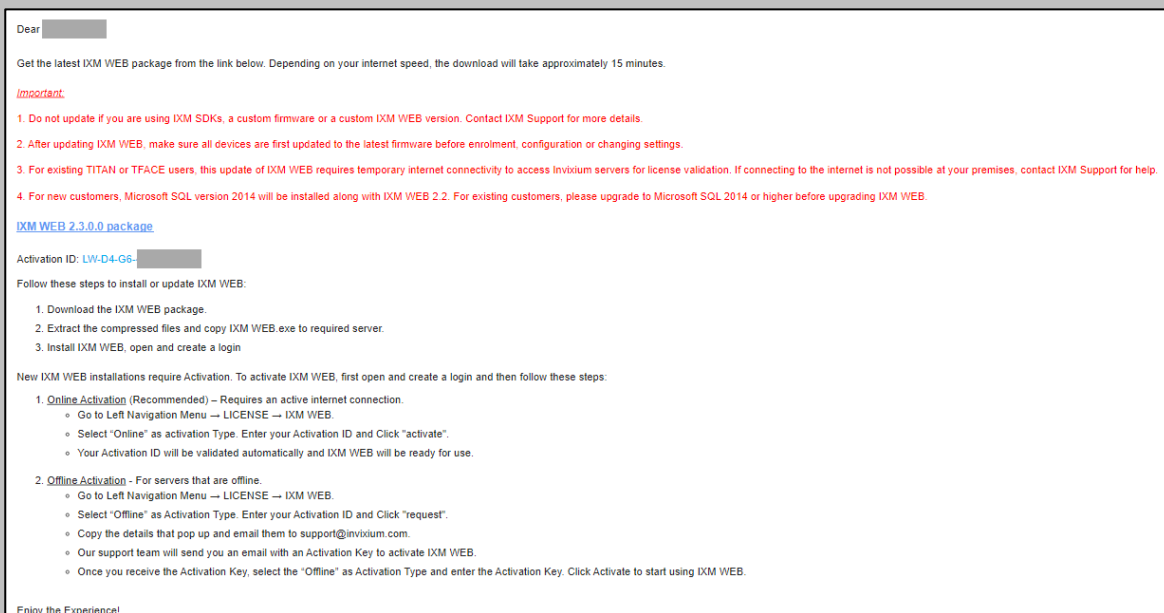 Dear
Get the latest IXM WEB package from the link below. Depending on your internet speed, the download will take approximately 15 minutes.
Important:
1. Do not update if you are using IXM SDKs, a custom firmware or a custom IXM WEB version. Contact IXM Support for more details.
2. After updating IXM WEB, make sure all devices are first updated to the latest firmware before enrolment, configuration or changing settings.
3. For existing TITAN or TFACE users, this update of IXM WEB requires temporary internet connectivity to access Invixium servers for license validation. If connecting to the internet is not possible at your premises, contact IXM Support for help.
4. For new customers, Microsoft SQL version 2014 will be installed along with IXM WEB 2.2. For existing customers, please upgrade to Microsoft SQL 2014 or higher before upgrading IXM WEB.
IXM WEB 2.3.0.0 package
Activation ID: LW-D4-G6-
Follow these steps to install or update IXM WEB:
1. Download the IXM WEB package.
2. Extract the compressed files and copy IXM WEB.exe to required server.
3. Install IXM WEB, open and create a login
New IXM WEB installations require Activation. To activate IXM WEB, first open and create a login and then follow these steps:
1. Online Activation (Recommended) – Requires an active internet connection.
∘ Go to Left Navigation Menu → LICENSE → IXM WEB.
∘ Select “Online” as activation Type. Enter your Activation ID and Click "activate".
∘ Your Activation ID will be validated automatically and IXM WEB will be ready for use.
2. Offline Activation - For servers that are offline.
∘ Go to Left Navigation Menu → LICENSE → IXM WEB.
∘ Select “Offline” as Activation Type. Enter your Activation ID and Click "request".
∘ Copy the details that pop up and email them to support@invixium.com.
∘ Our support team will send you an email with an Activation Key to activate IXM WEB.
∘ Once you receive the Activation Key, select the “Offline” as Activation Type and enter the Activation Key. Click Activate to start using IXM WEB.
Enjoy the Experience!